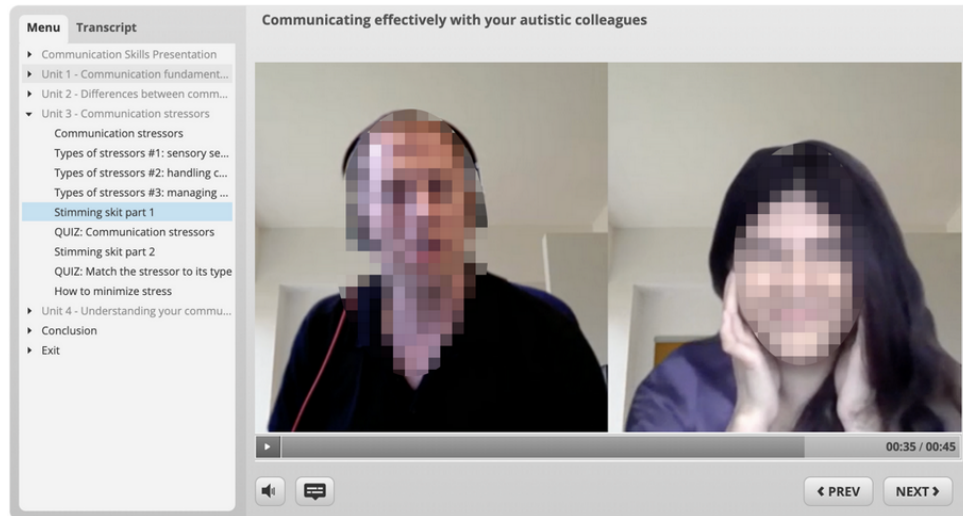 Communicating effectively with your autistic colleagues
Menu Transcript
Communication Skills Presentation
Unit 1 - Communication fundament...
Unit 2 - Differences between comm...
Unit 3 - Communication stressors
Communication stressors
Types of stressors #1: sensory se...
Types of stressors #2: handling c...
Types of stressors #3: managing ...
Stimming skit part 1
QUIZ: Communication stressors
Stimming skit part 2
QUIZ: Match the stressor to its type
How to minimize stress
Unit 4 - Understanding your commu...
Conclusion
Exit
00:35 / 00:45
PREV NEXT